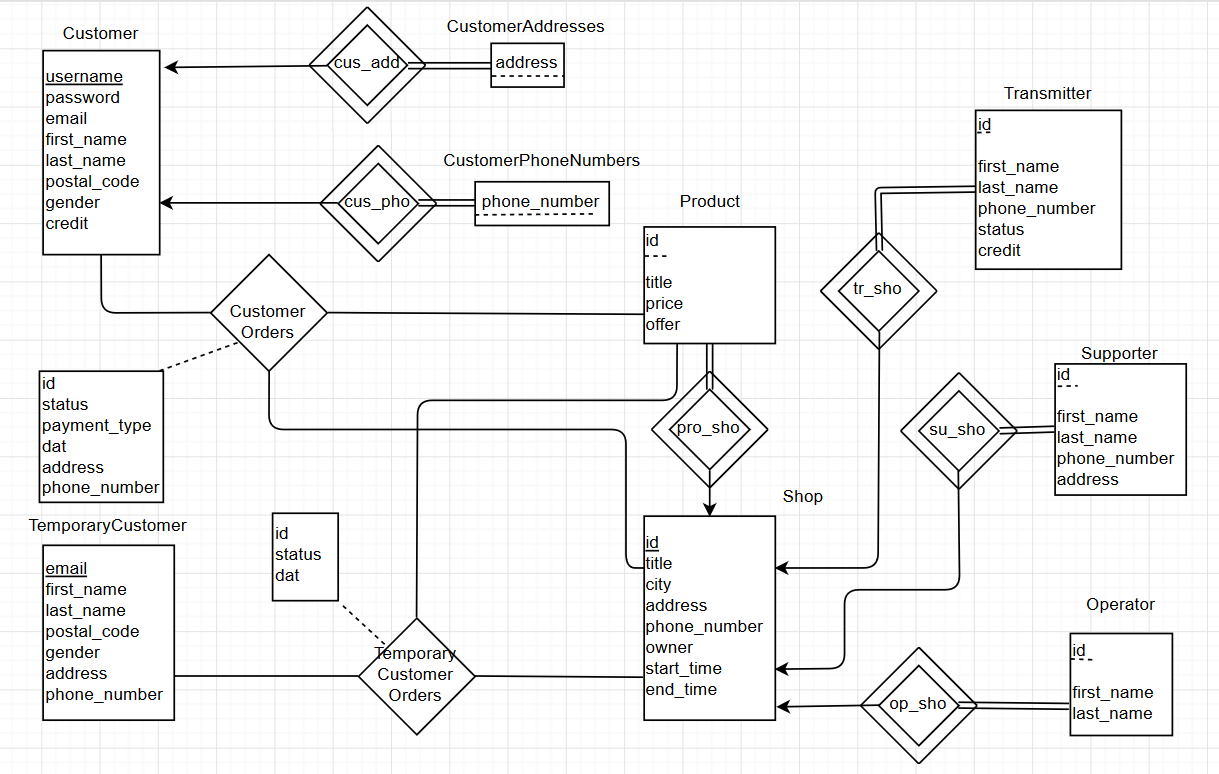 Customer
username
password
email
first_name
last_name
postal_code
gender
credit
cus_add
CustomerAddresses
address
cus_pho
CustomerPhoneNumbers
phone_number
Transmitter
id
first_name
last_name
phone_number
status
credit
Product
id
title
price
offer
tr_sho
Customer
Orders
id
status
payment_type
dat
address
phone_number
pro_sho
Supporter
id
first_name
last_name
phone_number
address
su_sho
Shop
id
title
city
address
phone_number
owner
start_time
end_time
TemporaryCustomer
email
first_name
last_name
postal_code
gender
address
phone_number
id
status
dat
Temporary
Customer
Orders
Operator
id
first_name
last_name
op_sho